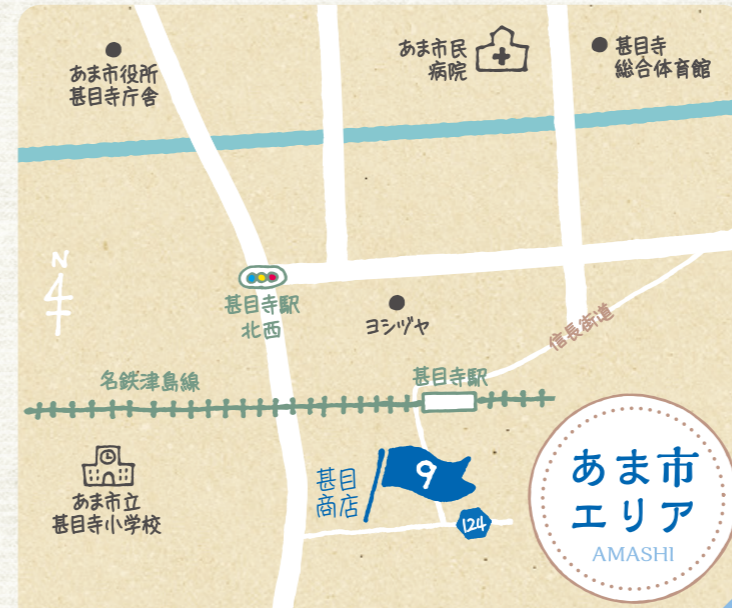 あま市役所
甚目寺庁舎
あま市民
病院
甚目寺
総合体育館
N
甚目寺駅
北西
ヨシヅヤ
信長街道
名鉄津島線
甚目寺駅
あま市立
甚目寺小学校
甚目
商店
9
124
あま市
エリア
AMASHI